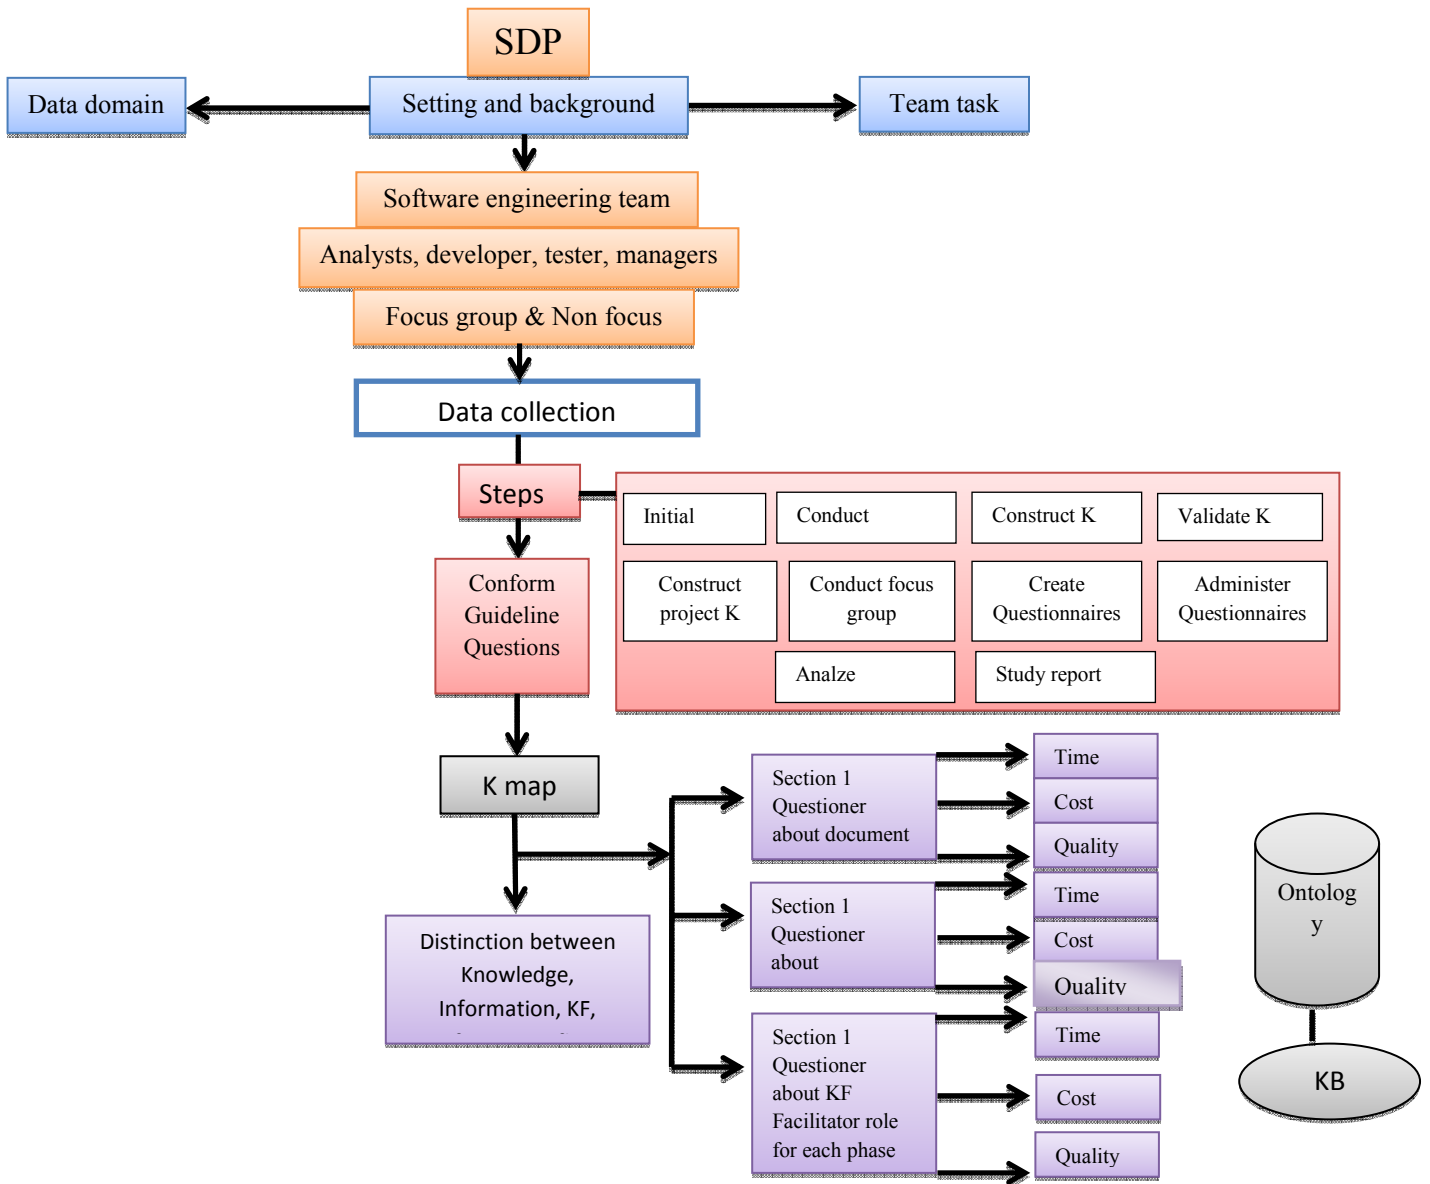 SDP
Data domain
Setting and background
Team task
Software engineering team
Analysts, developer, tester, managers
Focus group & Non focus
Data collection
Steps
Initial
Conduct
Construct K
Validate K
Construct
project K
Conduct focus
group
Create
Questionnaires
Administer
Questionnaires
Analze
Study report
Conform
Guideline
Questions
K map
Distinction between
Knowledge,
Information, KF,
Section 1
Questioner
about document
Time
Cost
Quality
Section 1
Questioner
about
Time
Cost
Quality
Section 1
Questioner
about KF
Facilitator role
for each phase
Time
Cost
Quality
Ontolog
y
KB